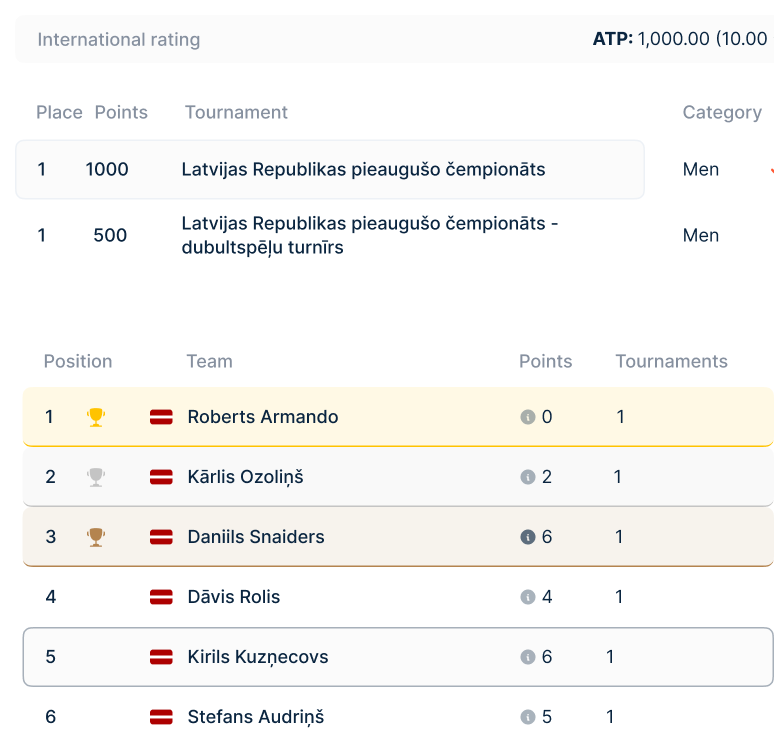 International rating ATP: 1,000.00 (10.00
Place Points Tournament Category
1 1000 Latvijas Republikas pieaugušo čempionāts Men
1 500 Latvijas Republikas pieaugušo čempionāts -
dubultspēļu turnīrs Men
Position Team Points Tournaments
1 Roberts Armando 0 1
2 Kārlis Ozoliņš 2 1
3 Daniils Snaiders 6 1
4 Dāvis Rolis 4 1
5 Kirils Kuzņecovs 6 1
6 Stefans Audriņš 5 1